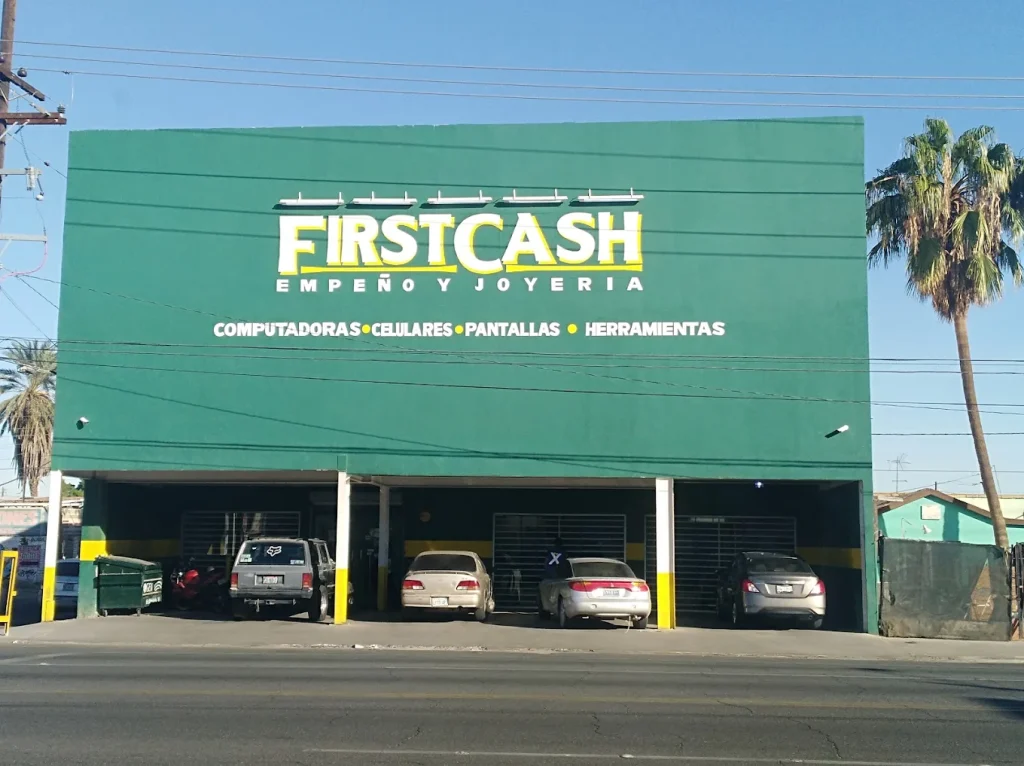 FIRSTCASH
EMPEÑO Y JOYERIA
COMPUTADORAS • CELULARES • PANTALLAS • HERRAMIENTAS